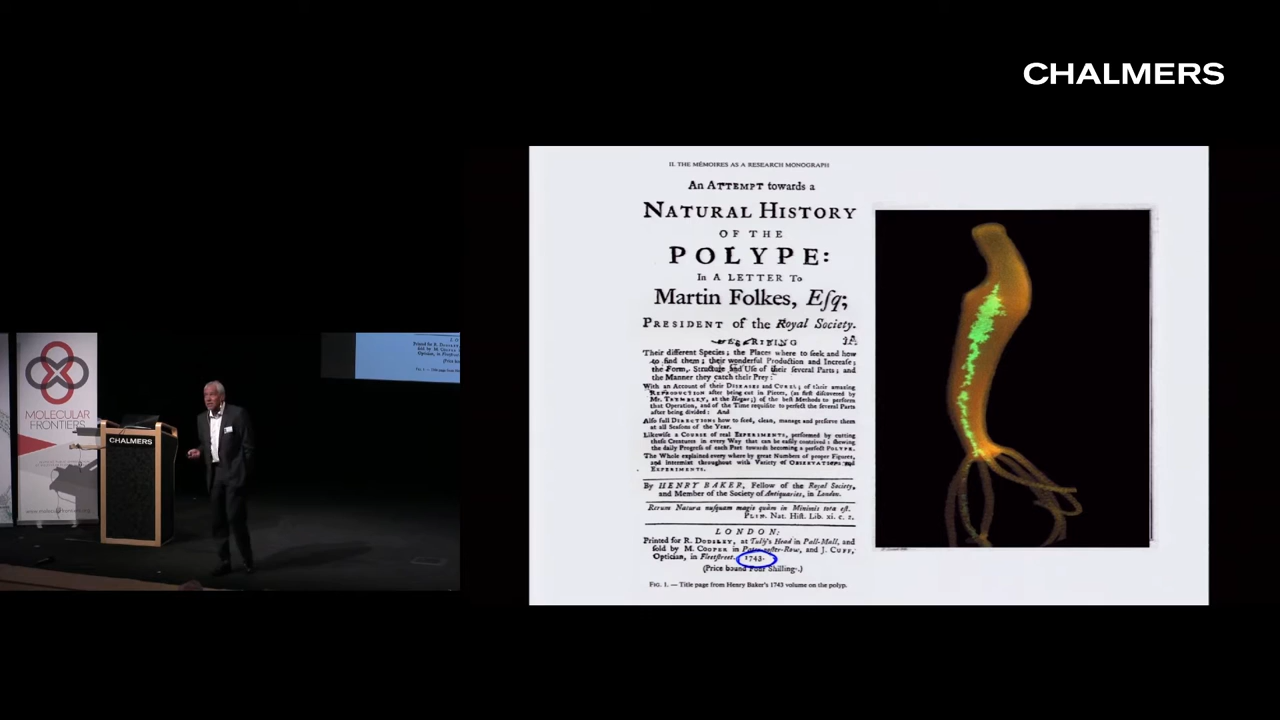 CHALMERS
II. THE MÉMOIRES AS A RESEARCH MONOGRAPH
An ATTEMPT towards a
NATURAL HISTORY
OF THE
POLYPE:
In A LETTER To
Martin Folkes, Eſq;
PRESIDENT of the Royal Society.
Their different Species; the Places where to seek and how
to find them; their wonderful Production and Increase;
the Form, Structure and Use of their several Parts; and
the Manner they catch their Prey:
With an Account of their DISEASES and CURES; of their amazing
REPRODUCTION after being cut in Pieces, (as first discovered by
Mr. TREMBLEY, at the Hague;) of the best Methods to perform
that Operation, and of the Time requisite to perfect the several Parts
after being divided: And
Also full DIRECTIONS how to feed, clean, manage and preserve them
at all Seasons of the Year.
Likewise a COURSE of real EXPERIMENTS, performed by cutting
these Creatures in every Way that can be easily contrived: shewing
the daily Progress of each Part towards becoming a perfect POLYPE.
The Whole explained every where by great Numbers of proper Figures,
and intermixt throughout with Variety of OBSERVATIONS and
EXPERIMENTS.
By HENRY BAKER, Fellow of the Royal Society,
and Member of the Society of Antiquaries, in London.
Rerum Natura nusquam magis quàm in Minimis tota est.
PLIN. Nat. Hist. Lib. xi. c. 2.
LONDON:
Printed for R. DODSLEY, at Tully's Head in Pall-Mall, and
sold by M. COOPER in Pater-noster-Row, and J. CUFF,
Optician, in Fleetstreet. 1743.
(Price bound Four Shillings.)
FIG. 1. — Title page from Henry Baker's 1743 volume on the polyp.
MOLECULAR
FRONTIERS
CHALMERS